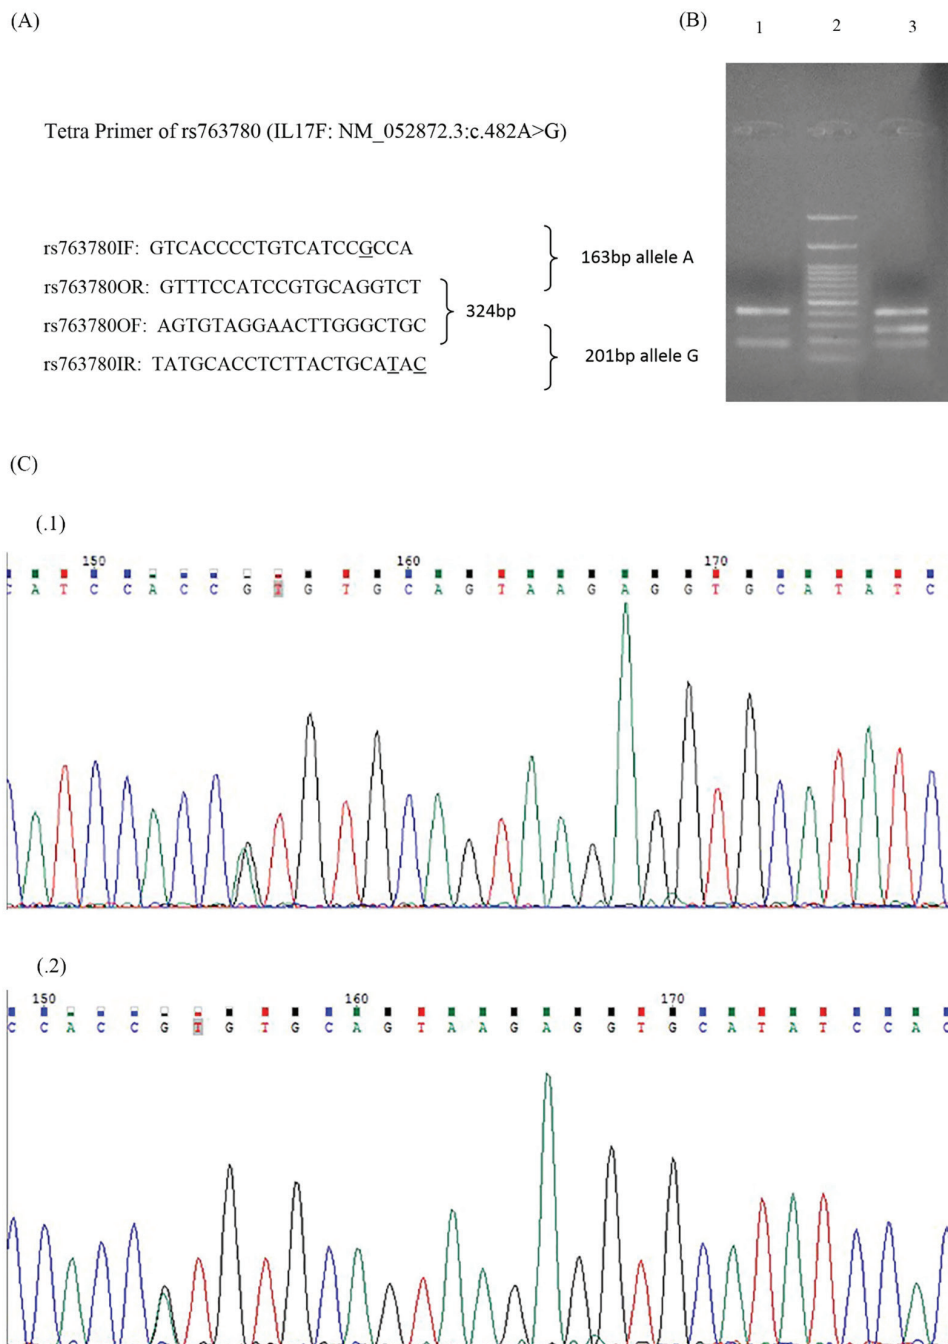 (A)
(B)
1 2 3
Tetra Primer of rs763780 (IL17F: NM_052872.3:c.482A>G)
rs763780IF: GTCACCCCTGTCATCCGCCA
rs763780OR: GTTTCCATCCGTGCAGGTCT
rs763780OF: AGTGTAGGAACTTGGGCTGC
rs763780IR: TATGCACCTCTTACTGCATAC
163bp allele A
324bp
201bp allele G
(C)
(.1)
150 160 170
C A T C C A C C G T G T G C A G T A A G A G G T G C A T A T C
(.2)
150 160 170
C C A C C G T G T G C A G T A A G A G G T G C A T A T C C A C